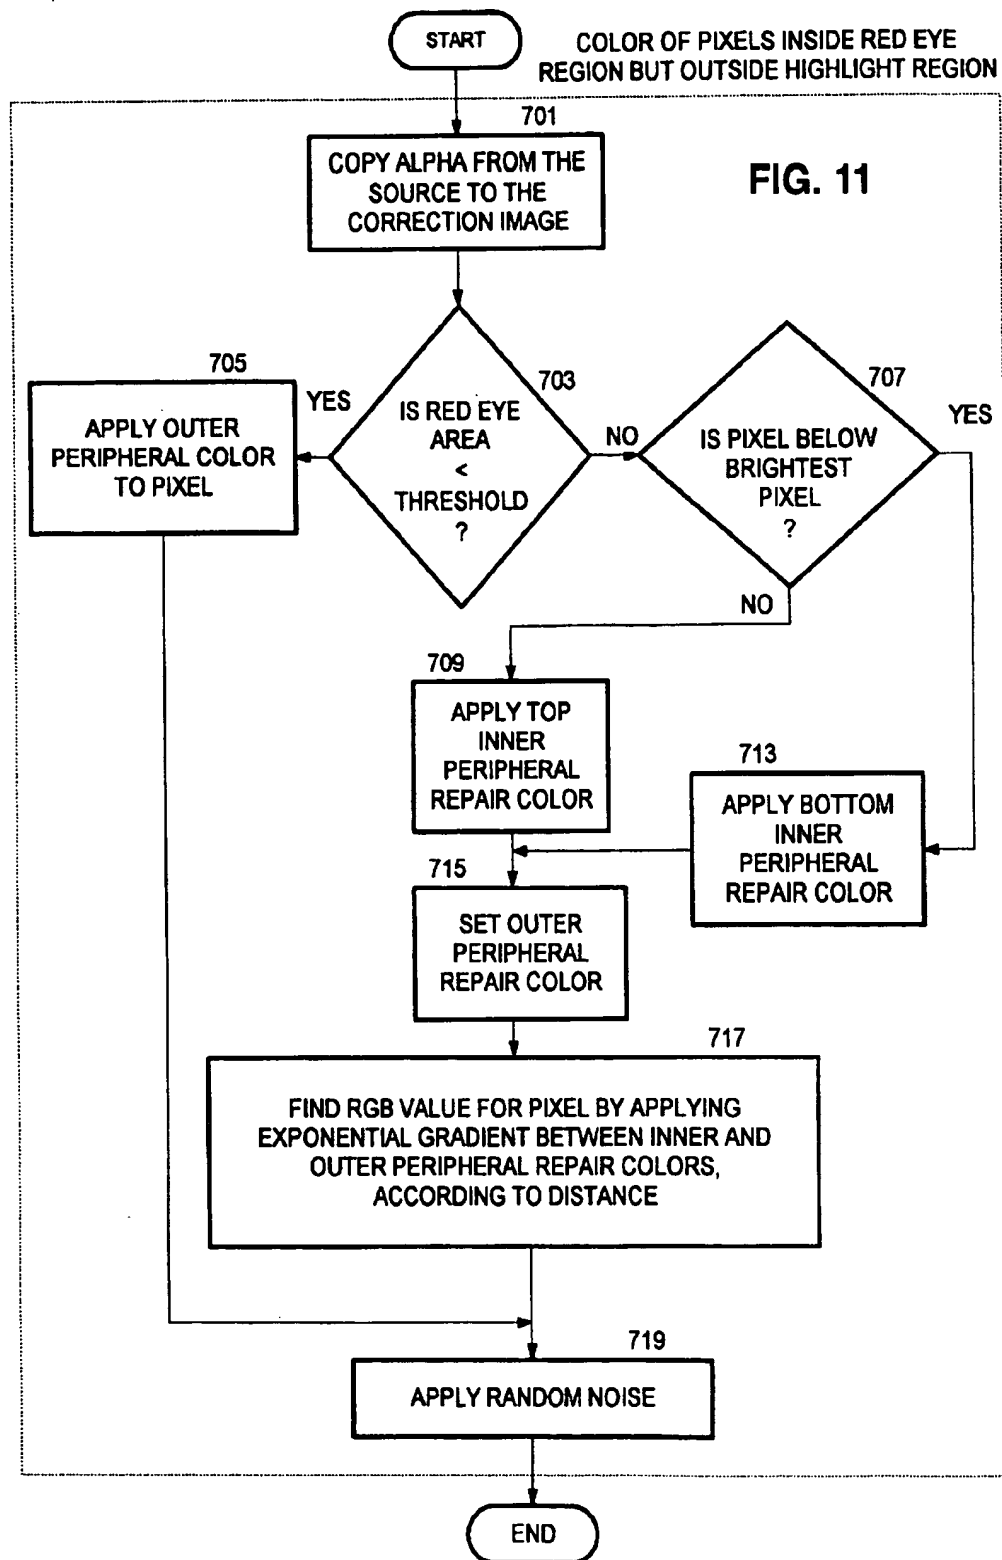 START
COLOR OF PIXELS INSIDE RED EYE
REGION BUT OUTSIDE HIGHLIGHT REGION
701
COPY ALPHA FROM THE
SOURCE TO THE
CORRECTION IMAGE
FIG. 11
705
APPLY OUTER
PERIPHERAL COLOR
TO PIXEL
YES
703
IS RED EYE
AREA
<
THRESHOLD
?
NO
707
IS PIXEL BELOW
BRIGHTEST
PIXEL
?
YES
NO
709
APPLY TOP
INNER
PERIPHERAL
REPAIR COLOR
713
APPLY BOTTOM
INNER
PERIPHERAL
REPAIR COLOR
715
SET OUTER
PERIPHERAL
REPAIR COLOR
717
FIND RGB VALUE FOR PIXEL BY APPLYING
EXPONENTIAL GRADIENT BETWEEN INNER AND
OUTER PERIPHERAL REPAIR COLORS,
ACCORDING TO DISTANCE
719
APPLY RANDOM NOISE
END